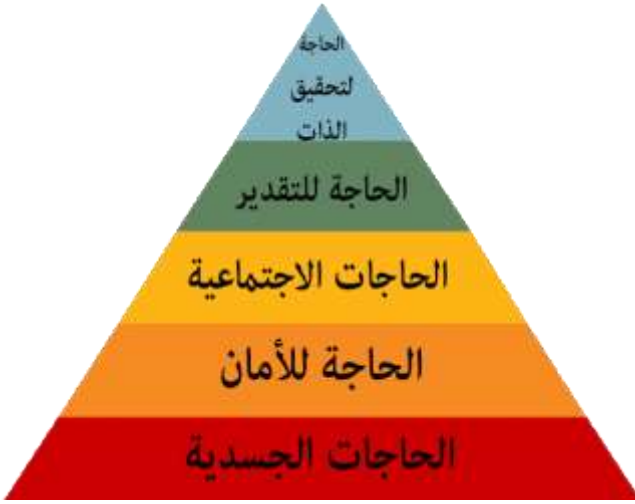 الحاجة
لتحقيق
الذات
الحاجة للتقدير
الحاجات الاجتماعية
الحاجة للأمان
الحاجات الجسدية